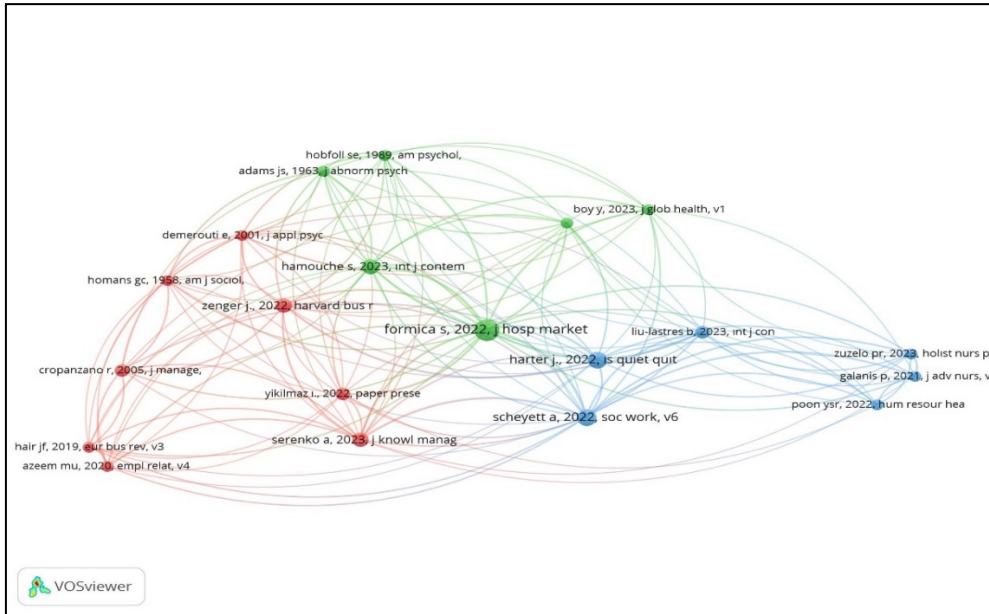 hobfoll se, 1989, am psychol,
adams js, 1963, j abnorm psych
boy y, 2023, j glob health, v1
demerouti e, 2001, j appl psyc
hamouche s, 2023, ınt j contem
homans gc, 1958, am j socıol,
zenger j., 2022, harvard bus r
formica s, 2022, j hosp market
liu-lastres b, 2023, ınt j con
harter j., 2022, ıs quiet quit
zuzelo pr, 2023, holist nurs p
cropanzano r, 2005, j manage,
galanis p, 2021, j adv nurs, v
yikilmaz ı., 2022, paper prese
poon ysr, 2022, hum resour hea
scheyett a, 2022, soc work, v6
serenko a, 2023, j knowl manag
hair jf, 2019, eur bus rev, v3
azeem mu, 2020, empl relat, v4
VOSviewer